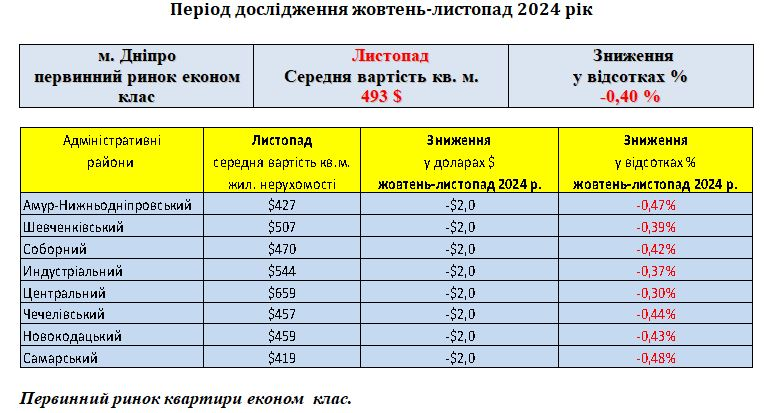 Період дослідження жовтень-листопад 2024 рік
м. Дніпро
первинний ринок економ
клас
Листопад
Середня вартість кв. м.
493 $
Зниження
у відсотках %
-0,40 %
Адміністративні
райони
Листопад
середня вартість кв.м.
жил. нерухомості
Зниження
у доларах $
жовтень-листопад 2024 р.
Зниження
у відсотках %
жовтень-листопад 2024 р.
Амур-Нижньодніпровський $427 -$2,0 -0,47%
Шевченківський $507 -$2,0 -0,39%
Соборний $470 -$2,0 -0,42%
Индустріальний $544 -$2,0 -0,37%
Центральний $659 -$2,0 -0,30%
Чечелівський $457 -$2,0 -0,44%
Новокодацький $459 -$2,0 -0,43%
Самарський $419 -$2,0 -0,48%
Первинний ринок квартири економ клас.